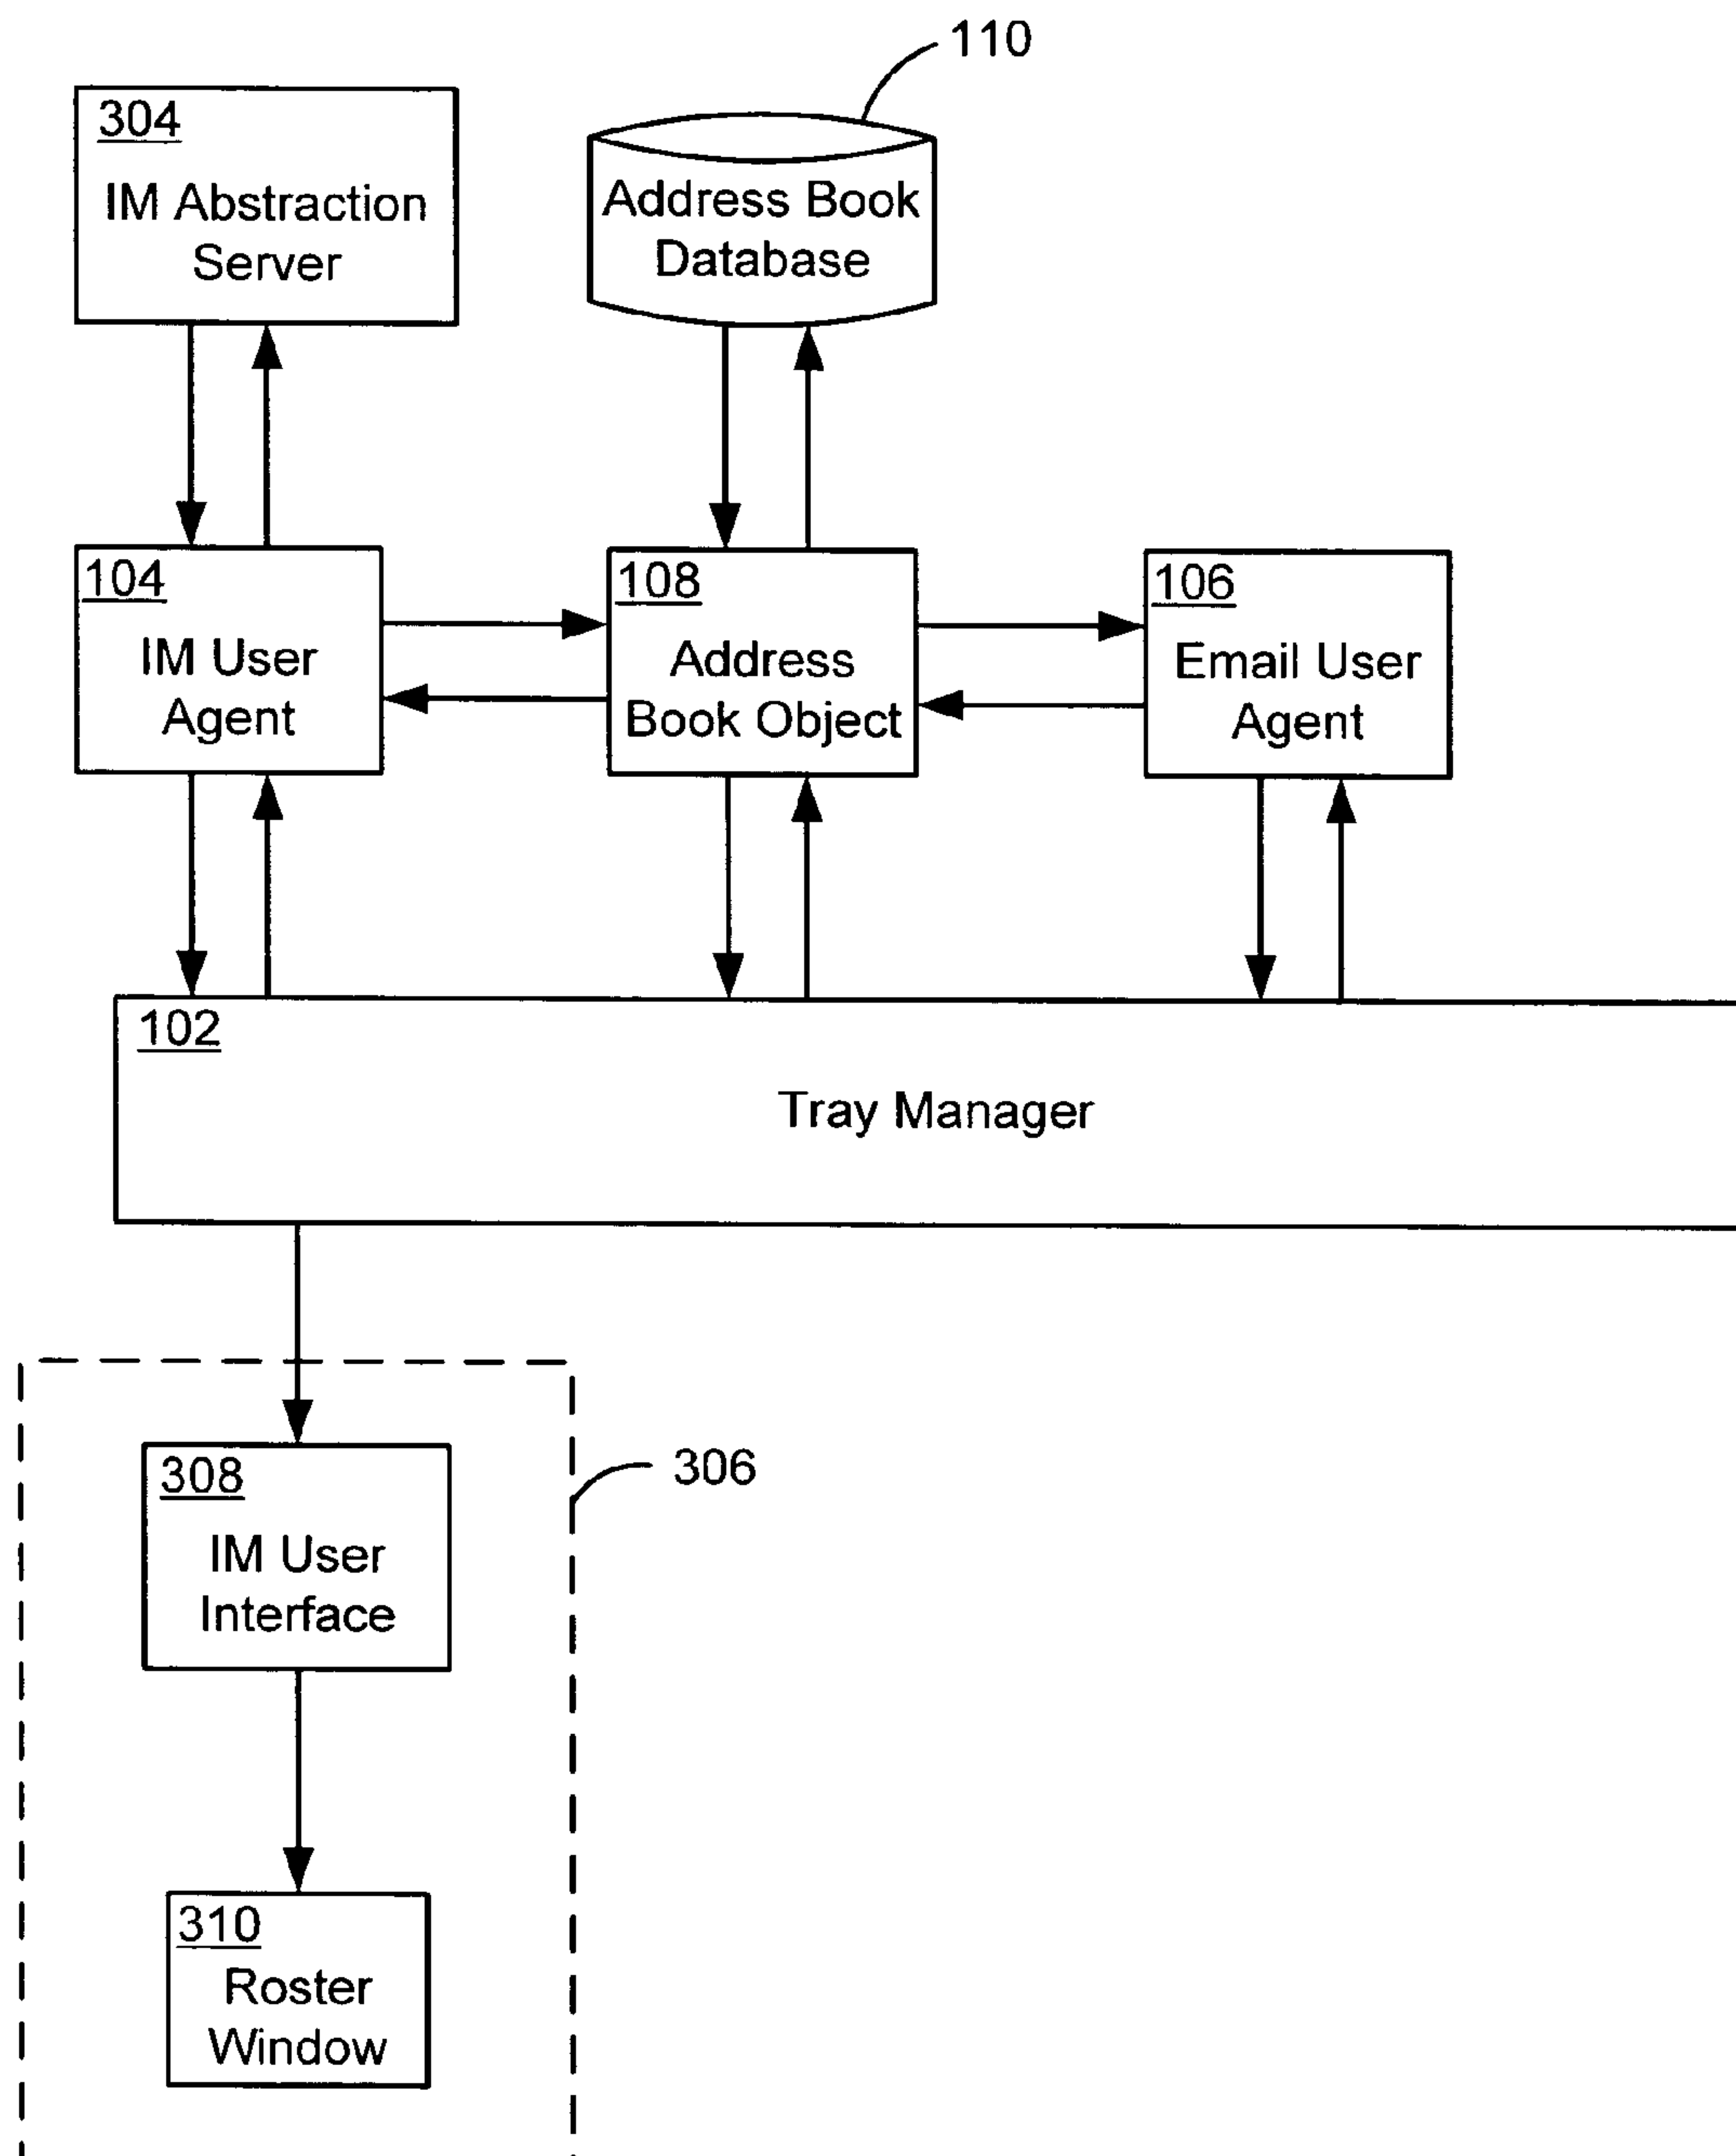 110
304
IM Abstraction
Server
Address Book
Database
104
IM User
Agent
108
Address
Book Object
106
Email User
Agent
102
Tray Manager
308
IM User
Interface
306
310
Roster
Window